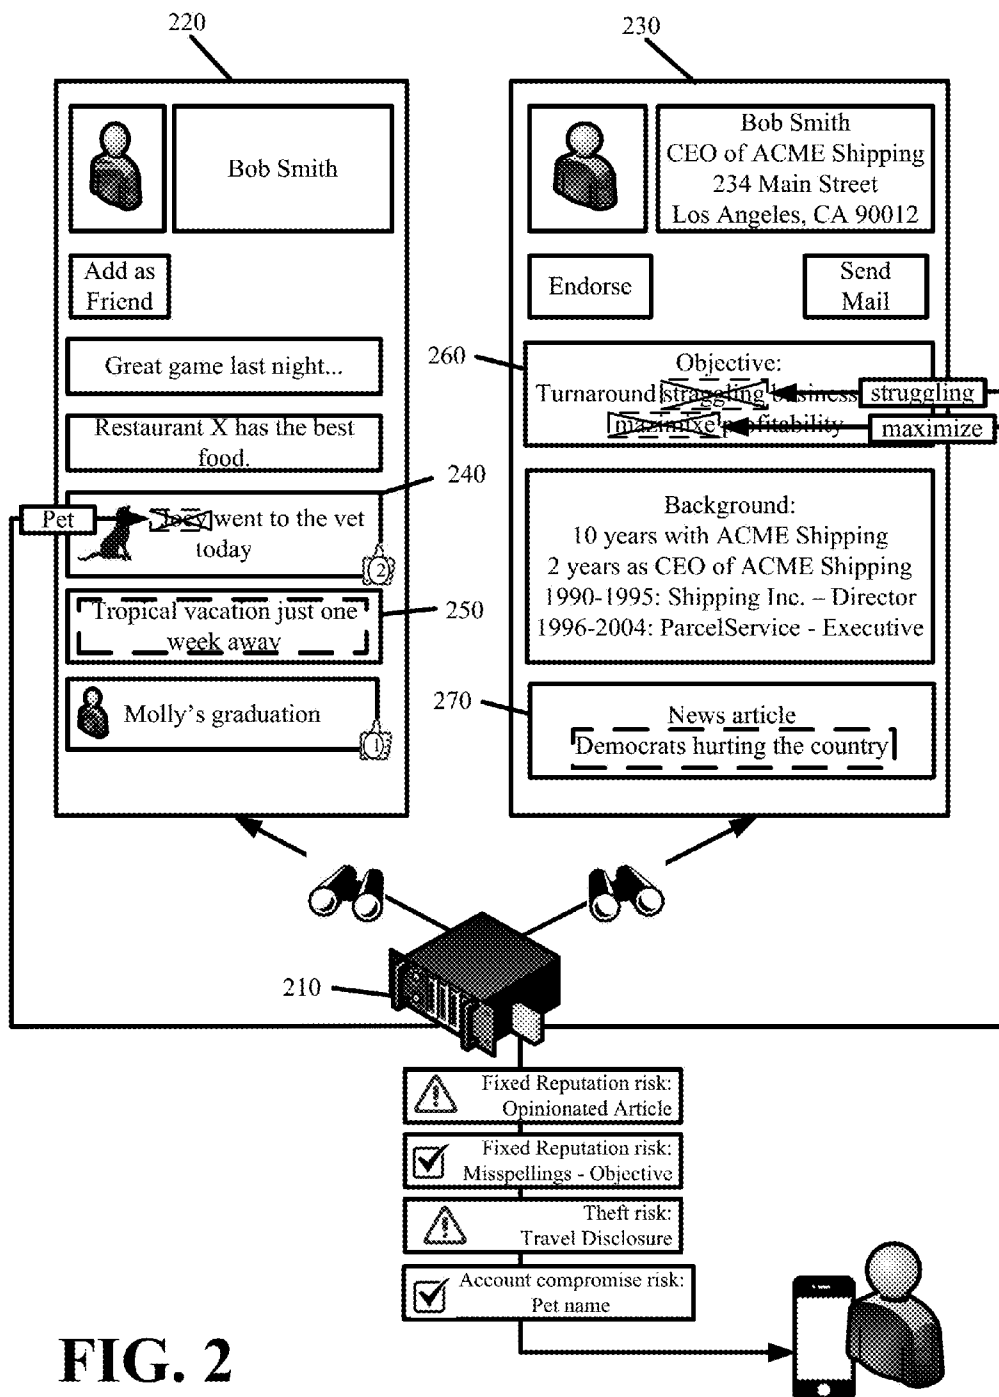 220
230
Bob Smith
Bob Smith
CEO of ACME Shipping
234 Main Street
Los Angeles, CA 90012
Add as
Friend
Endorse
Send
Mail
Great game last night...
Restaurant X has the best
food.
240
Pet
Joey went to the vet
today
2
250
Tropical vacation just one
week away
Molly's graduation
1
260
Objective:
Turnaround straggling business
struggling
maximixe profitability
maximize
Background:
10 years with ACME Shipping
2 years as CEO of ACME Shipping
1990-1995: Shipping Inc. – Director
1996-2004: ParcelService - Executive
270
News article
Democrats hurting the country
210
Fixed Reputation risk:
Opinionated Article
Fixed Reputation risk:
Misspellings - Objective
Theft risk:
Travel Disclosure
Account compromise risk:
Pet name
FIG. 2